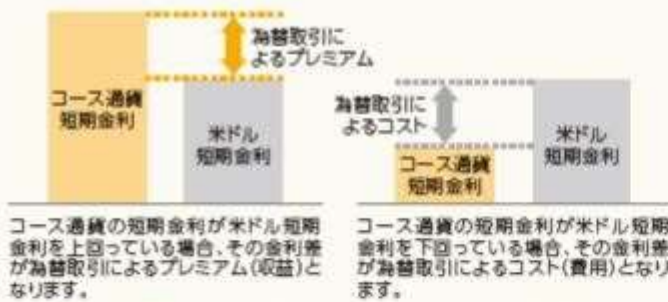 為替取引に
よるプレミアム
コース通貨
短期金利
米ドル
短期金利
為替取引に
よるコスト
コース通貨
短期金利
米ドル
短期金利
コース通貨の短期金利が米ドル短期
金利を上回っている場合、その金利差
が為替取引によるプレミアム(収益)と
なります。
コース通貨の短期金利が米ドル短期
金利を下回っている場合、その金利差
が為替取引によるコスト(費用)となり
ます。